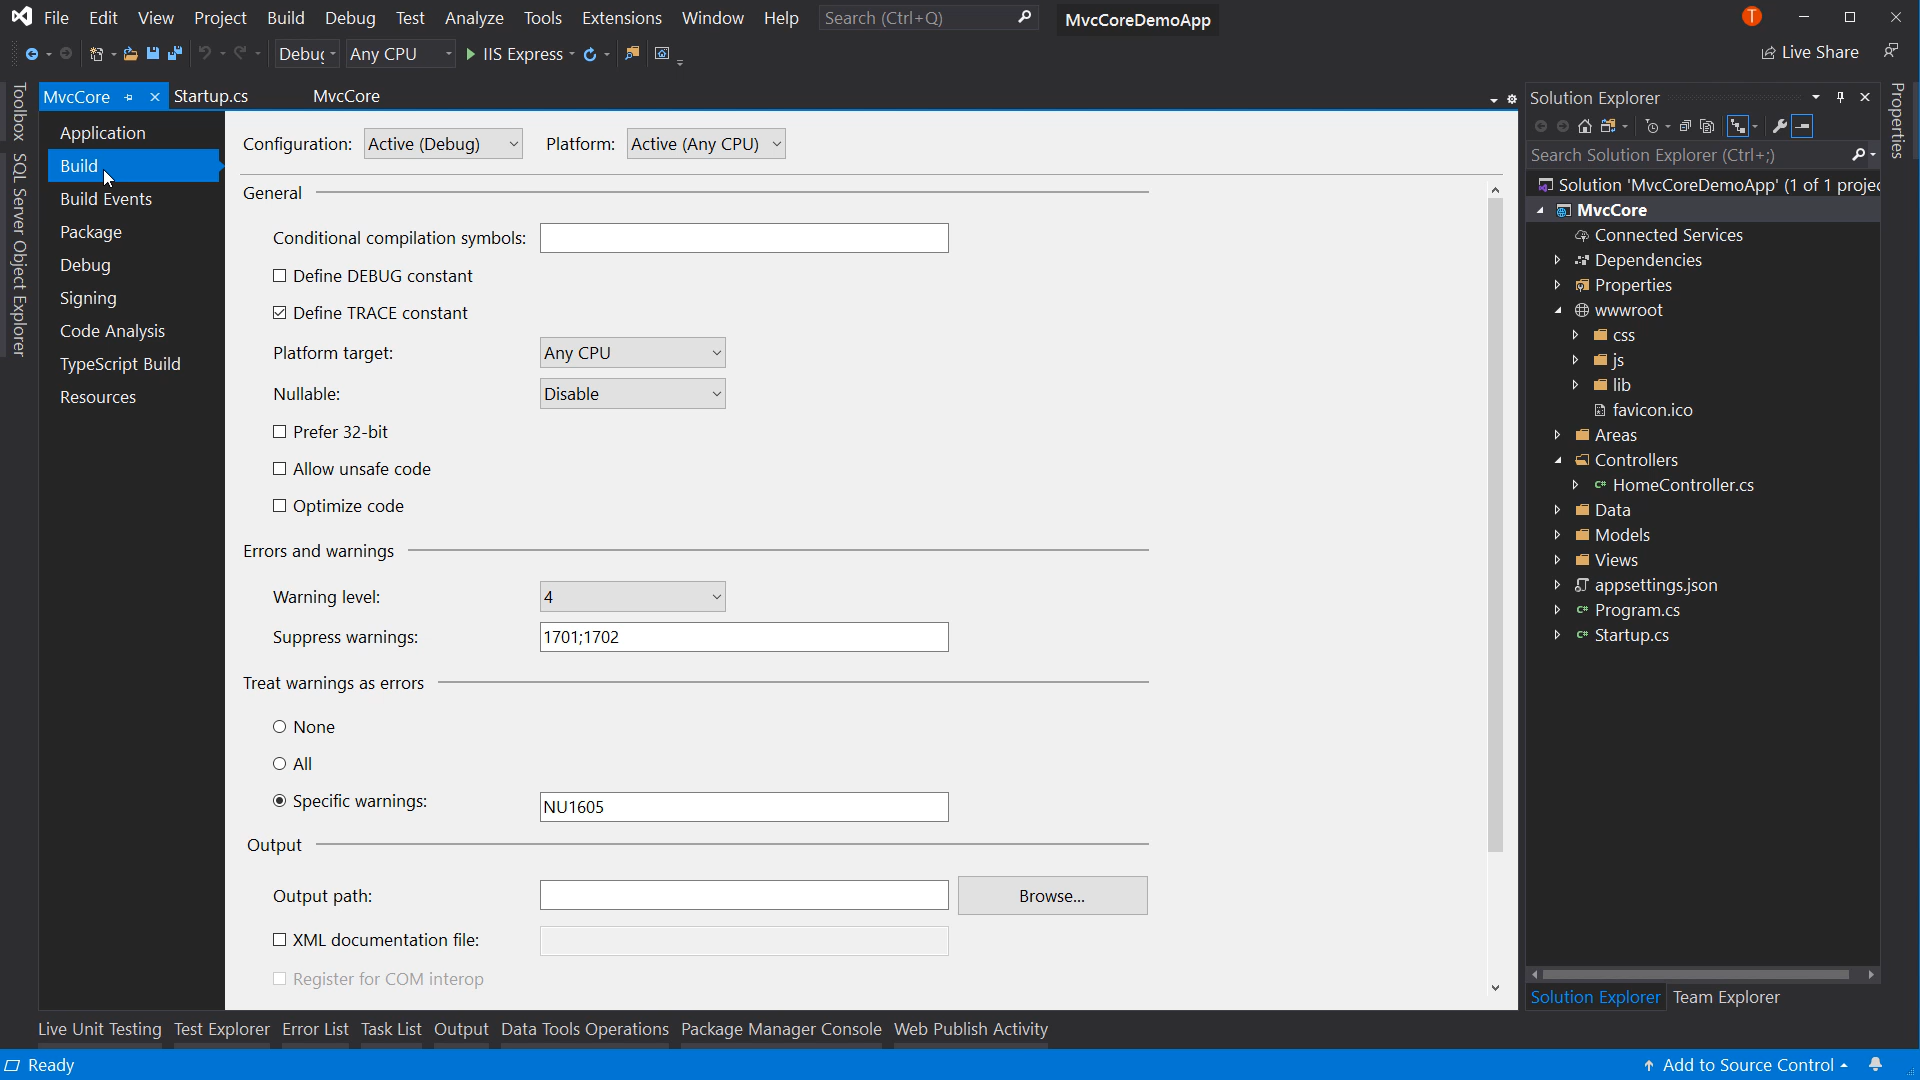 File Edit View Project Build Debug Test Analyze Tools Extensions Window Help Search (Ctrl+Q) MvcCoreDemoApp T
Debug Any CPU IIS Express Live Share
MvcCore Startup.cs MvcCore
Toolbox
SQL Server Object Explorer
Application
Build
Build Events
Package
Debug
Signing
Code Analysis
TypeScript Build
Resources
Configuration: Active (Debug) Platform: Active (Any CPU)
General
Conditional compilation symbols:
Define DEBUG constant
Define TRACE constant
Platform target: Any CPU
Nullable: Disable
Prefer 32-bit
Allow unsafe code
Optimize code
Errors and warnings
Warning level: 4
Suppress warnings: 1701;1702
Treat warnings as errors
None
All
Specific warnings: NU1605
Output
Output path: Browse...
XML documentation file:
Register for COM interop
Solution Explorer
Search Solution Explorer (Ctrl+;)
Solution 'MvcCoreDemoApp' (1 of 1 projec
MvcCore
Connected Services
Dependencies
Properties
wwwroot
css
js
lib
favicon.ico
Areas
Controllers
C# HomeController.cs
Data
Models
Views
appsettings.json
C# Program.cs
C# Startup.cs
Solution Explorer Team Explorer
Properties
Live Unit Testing Test Explorer Error List Task List Output Data Tools Operations Package Manager Console Web Publish Activity
Ready Add to Source Control